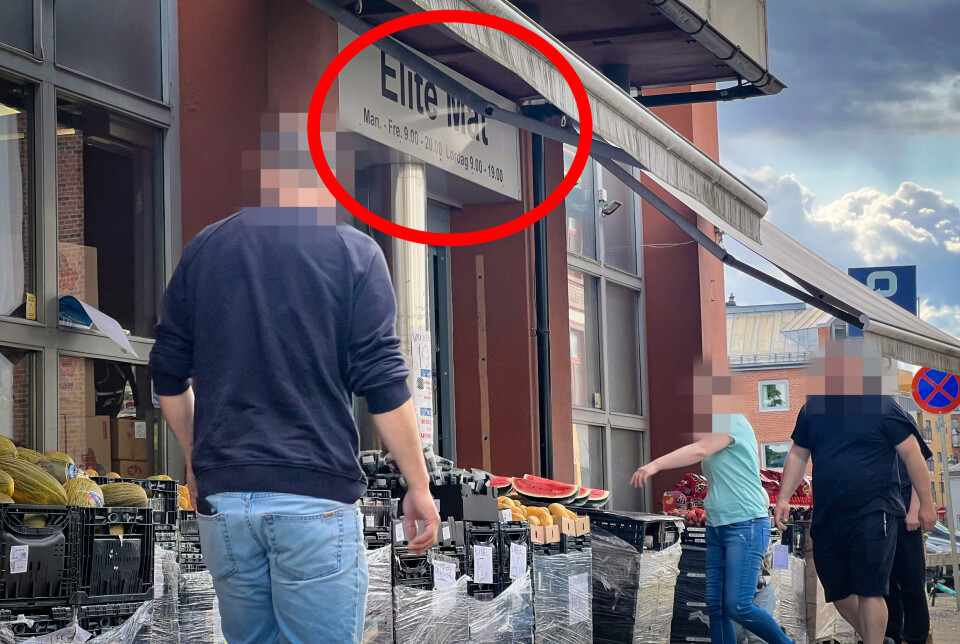 Elite Mat
Man. - Fre. 9.00 - 20.00 Lørdag 9.00 - 19.00